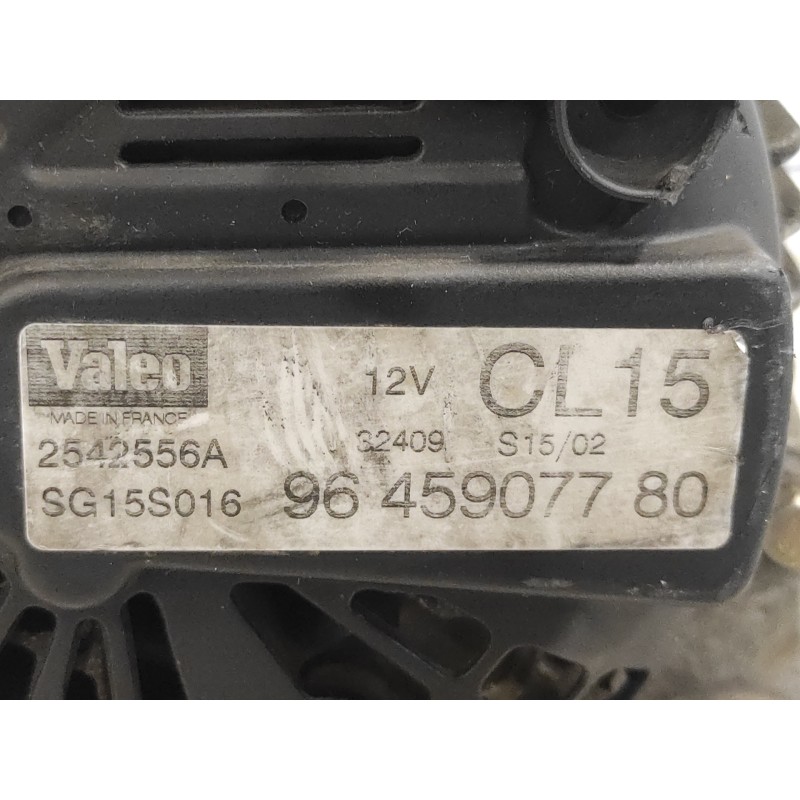 Valeo
12V
CL15
MADE IN FRANCE
2542556A
32409
S15/02
SG15S016
96 459077 80